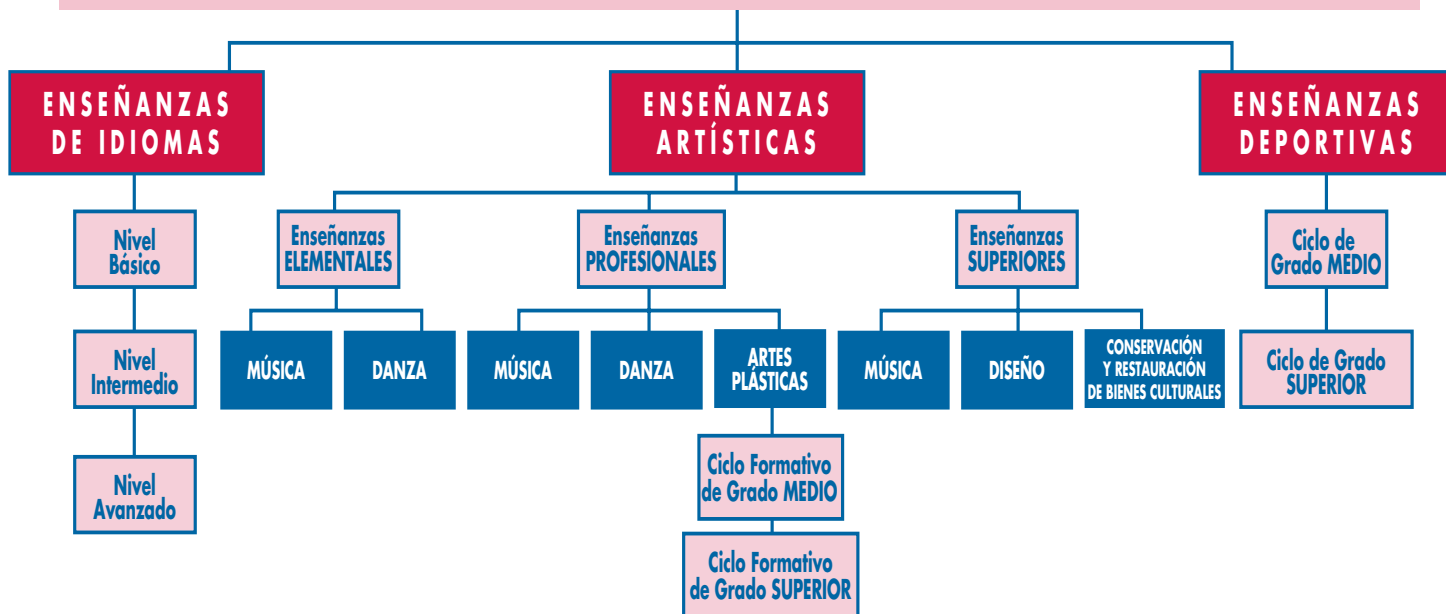 ENSEÑANZAS
DE IDIOMAS
ENSEÑANZAS
ARTÍSTICAS
ENSEÑANZAS
DEPORTIVAS
Nivel
Básico
Enseñanzas
ELEMENTALES
Enseñanzas
PROFESIONALES
Enseñanzas
SUPERIORES
Ciclo de
Grado MEDIO
Nivel
Intermedio
MÚSICA
DANZA
MÚSICA
DANZA
ARTES
PLÁSTICAS
MÚSICA
DISEÑO
CONSERVACIÓN
Y RESTAURACIÓN
DE BIENES CULTURALES
Ciclo de Grado
SUPERIOR
Nivel
Avanzado
Ciclo Formativo
de Grado MEDIO
Ciclo Formativo
de Grado SUPERIOR